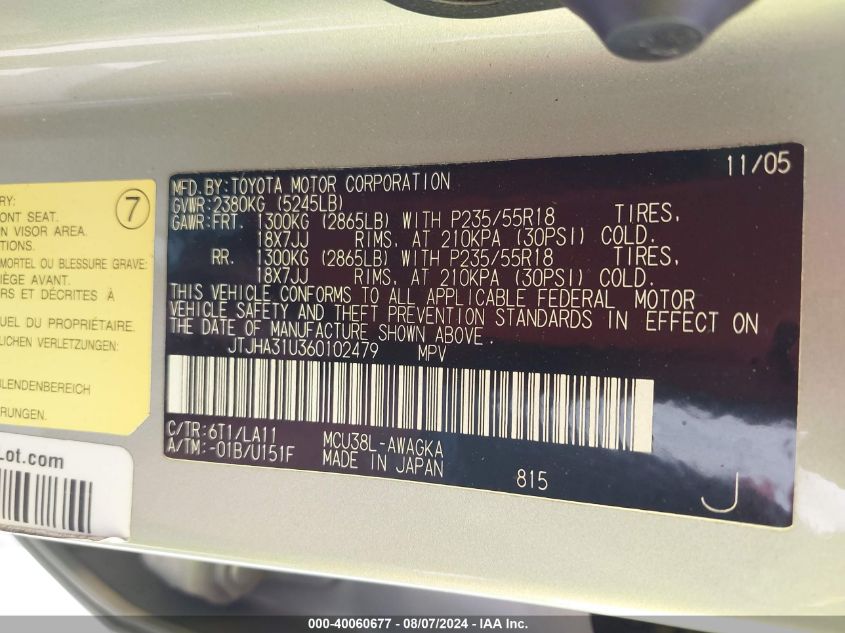 11/05
MFD.BY:TOYOTA MOTOR CORPORATION
GVWR:2380KG (5245LB)
GAWR:FRT. 1300KG (2865LB) WITH P235/55R18 TIRES,
18X7JJ RIMS, AT 210KPA (30PSI) COLD.
RR. 1300KG (2865LB) WITH P235/55R18 TIRES,
18X7JJ RIMS, AT 210KPA (30PSI) COLD.
THIS VEHICLE CONFORMS TO ALL APPLICABLE FEDERAL MOTOR
VEHICLE SAFETY AND THEFT PREVENTION STANDARDS IN EFFECT ON
THE DATE OF MANUFACTURE SHOWN ABOVE.
JTJHA31U360102479 MPV
C/TR:6T1/LA11 MCU38L-AWAGKA
A/TM:-01B/U151F MADE IN JAPAN 815
J
7
RY:
ONT SEAT.
ON VISOR AREA.
TIONS.
MORTEL OU BLESSURE GRAVE:
IÈGE AVANT.
ERS ET DÉCRITES À
UEL DU PROPRIÉTAIRE.
T VERLETZUNGEN.
BLENDENBEREICH
RUNGEN.
Lot.com
000-40060677 - 08/07/2024 - IAA Inc.